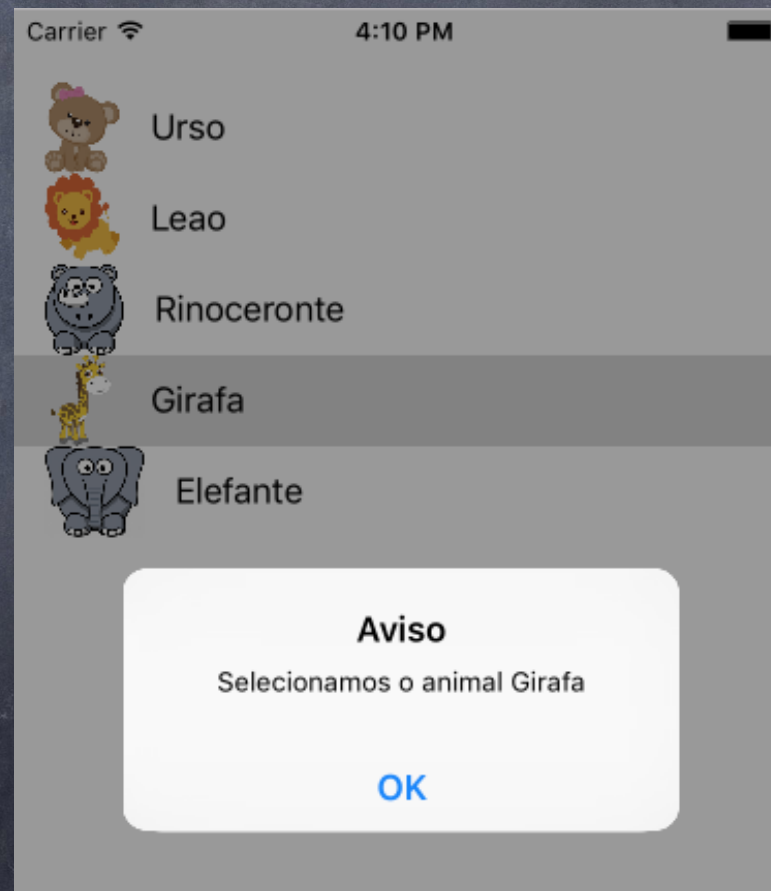 Carrier
4:10 PM
Urso
Leao
Rinoceronte
Girafa
Elefante
Aviso
Selecionamos o animal Girafa
OK